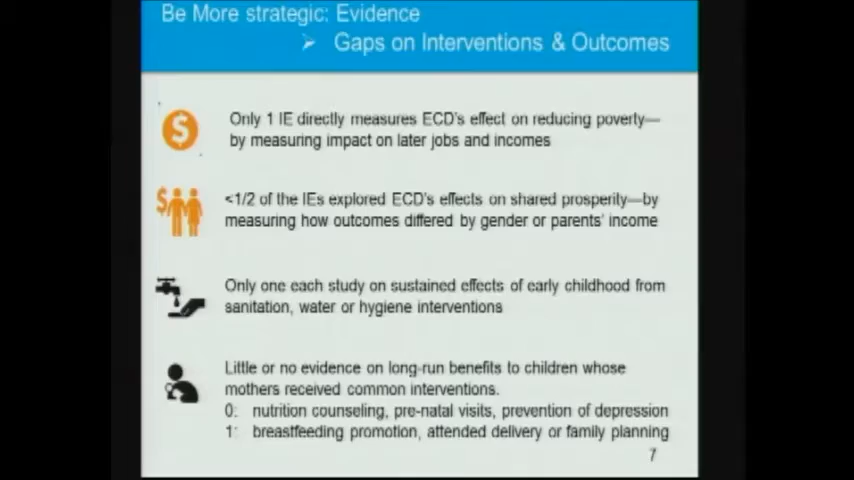 Be More strategic: Evidence
➢ Gaps on Interventions & Outcomes
$
Only 1 IE directly measures ECD's effect on reducing poverty—
by measuring impact on later jobs and incomes
$
<1/2 of the IEs explored ECD's effects on shared prosperity—by
measuring how outcomes differed by gender or parents' income
Only one each study on sustained effects of early childhood from
sanitation, water or hygiene interventions
Little or no evidence on long-run benefits to children whose
mothers received common interventions.
0: nutrition counseling, pre-natal visits, prevention of depression
1: breastfeeding promotion, attended delivery or family planning
7